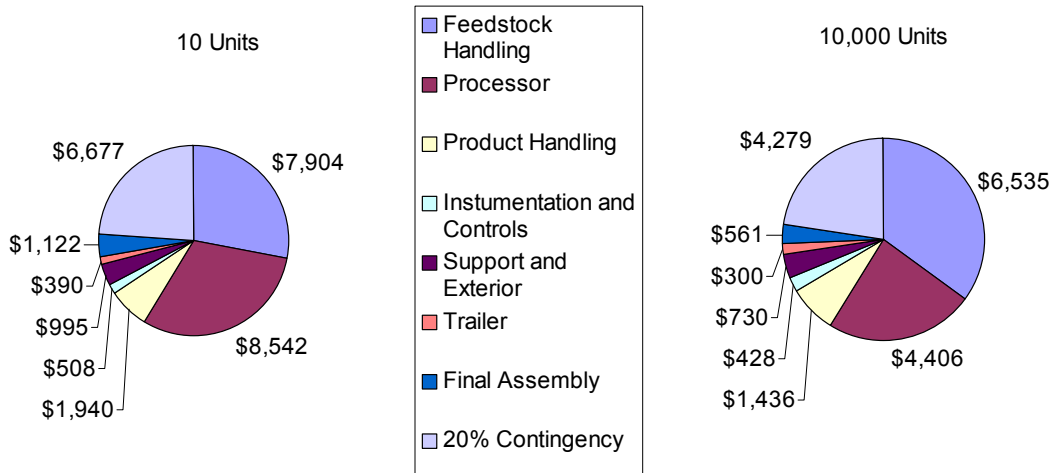 10 Units
$7,904
$8,542
$1,940
$508
$995
$390
$1,122
$6,677
Feedstock
Handling
Processor
Product Handling
Instumentation and
Controls
Support and
Exterior
Trailer
Final Assembly
20% Contingency
10,000 Units
$6,535
$4,406
$1,436
$428
$730
$300
$561
$4,279